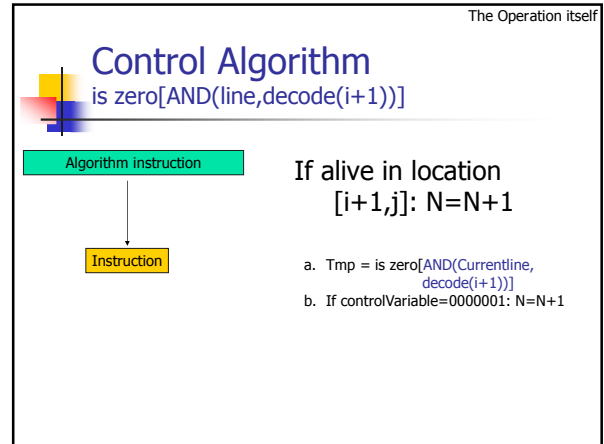 The Operation itself
Control Algorithm
is zero[AND(line,decode(i+1))]
Algorithm instruction
Instruction
If alive in location
[i+1,j]: N=N+1
a. Tmp = is zero[AND(Currentline,
decode(i+1))]
b. If controlVariable=0000001: N=N+1